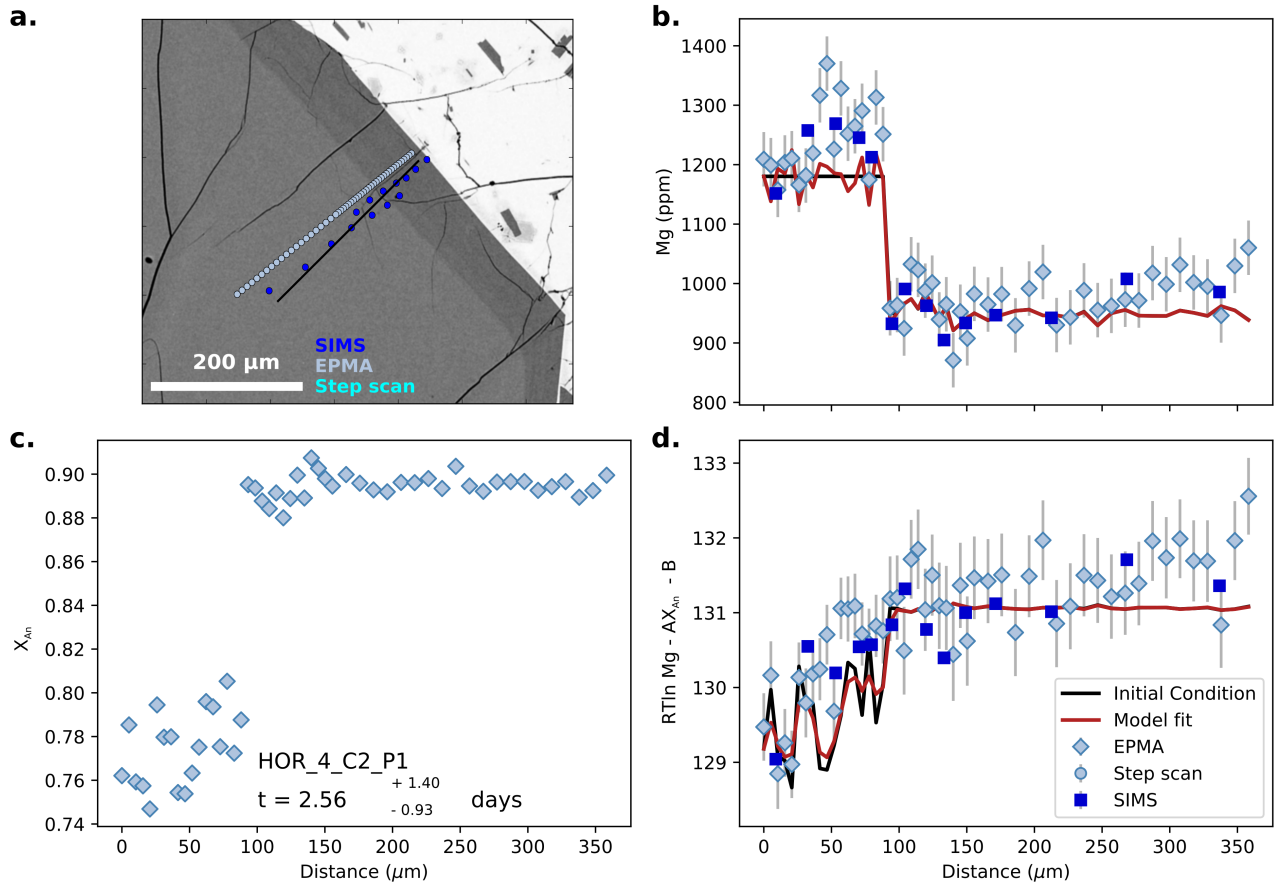 a.
200 μm
SIMS
EPMA
Step scan
b.
1400
1300
1200
1100
1000
900
800
Mg (ppm)
c.
0.90
0.88
0.86
0.84
0.82
0.80
0.78
0.76
0.74
X_An
HOR_4_C2_P1
t = 2.56 + 1.40 - 0.93 days
0 50 100 150 200 250 300 350
Distance (μm)
d.
133
132
131
130
129
RTln Mg - AX_An - B
Initial Condition
Model fit
EPMA
Step scan
SIMS
0 50 100 150 200 250 300 350
Distance (μm)